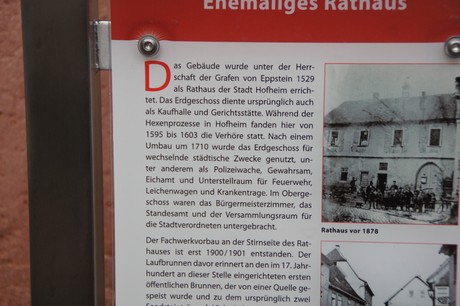 Ehemaliges Rathaus
Das Gebäude wurde unter der Herr-
schaft der Grafen von Eppstein 1529
als Rathaus der Stadt Hofheim errich-
tet. Das Erdgeschoss diente ursprünglich auch
als Kaufhalle und Gerichtsstätte. Während der
Hexenprozesse in Hofheim fanden hier von
1595 bis 1603 die Verhöre statt. Nach einem
Umbau um 1710 wurde das Erdgeschoss für
wechselnde städtische Zwecke genutzt, un-
ter anderem als Polizeiwache, Gewahrsam,
Eichamt und Unterstellraum für Feuerwehr,
Leichenwagen und Krankentrage. Im Oberge-
schoss waren das Bürgermeisterzimmer, das
Standesamt und der Versammlungsraum für
die Stadtverordneten untergebracht.
Der Fachwerkvorbau an der Stirnseite des Rat-
hauses ist erst 1900/1901 entstanden. Der
Laufbrunnen davor erinnert an den im 17. Jahr-
hundert an dieser Stelle eingerichteten ersten
öffentlichen Brunnen, der von einer Quelle ge-
speist wurde und zu dem ursprünglich zwei
Rathaus vor 1878